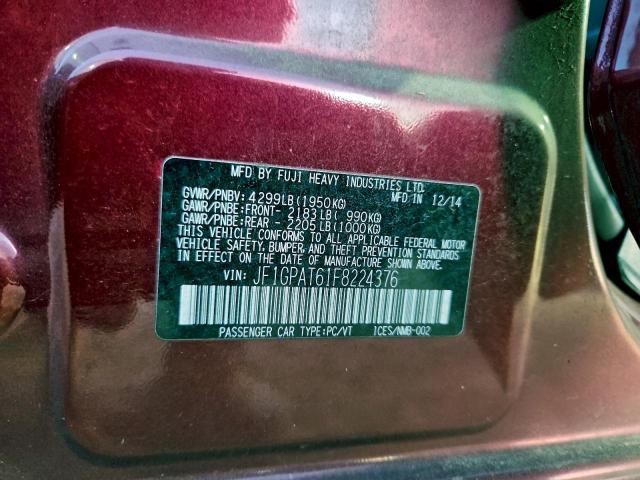 MFD BY FUJI HEAVY INDUSTRIES LTD.
GVWR/PNBV: 4299LB(1950KG) MFD IN 12/14
GAWR/PNBE:FRONT- 2183LB( 990KG)
GAWR/PNBE:REAR - 2205LB(1000KG)
THIS VEHICLE CONFORMS TO ALL APPLICABLE FEDERAL MOTOR
VEHICLE SAFETY, BUMPER, AND THEFT PREVENTION STANDARDS
IN EFFECT ON THE DATE OF MANUFACTURE SHOWN ABOVE.
VIN: JF1GPAT61F8224376
PASSENGER CAR TYPE:PC/VT ICES/NMB-002